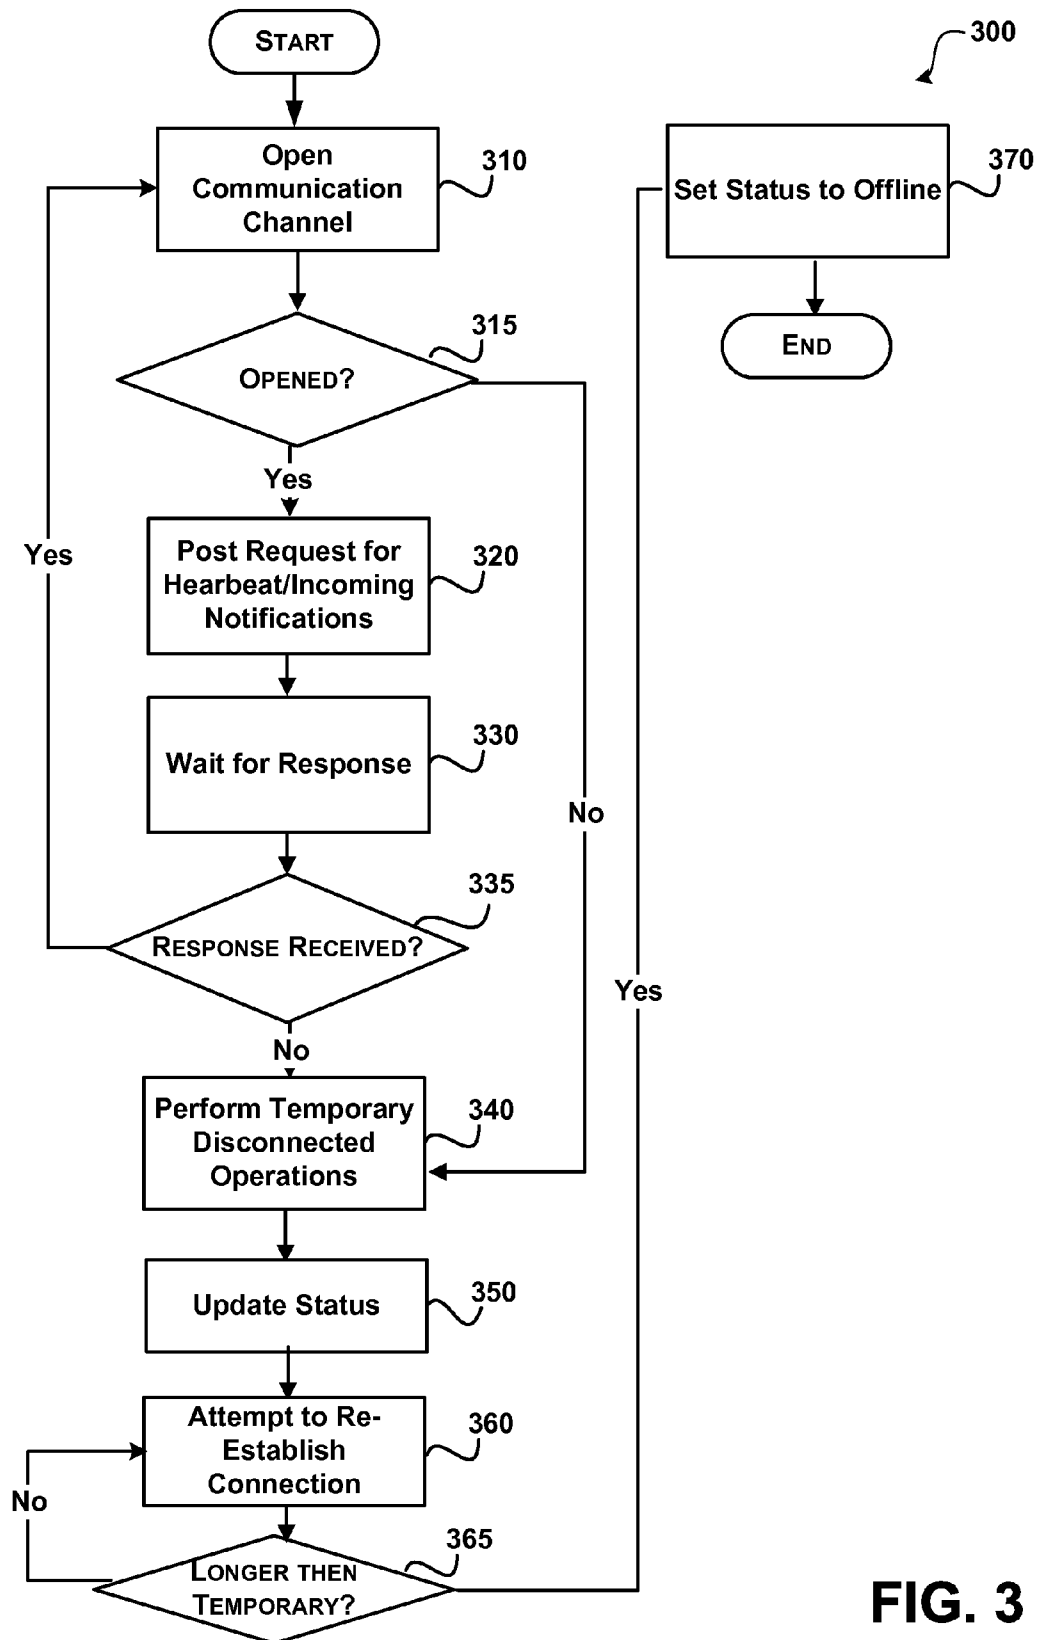 START
300
Open
Communication
Channel
310
Set Status to Offline
370
315
OPENED?
END
Yes
Post Request for
Hearbeat/Incoming
Notifications
320
Yes
Wait for Response
330
No
335
RESPONSE RECEIVED?
Yes
No
Perform Temporary
Disconnected
Operations
340
Update Status
350
Attempt to Re-
Establish
Connection
360
No
365
LONGER THEN
TEMPORARY?
FIG. 3